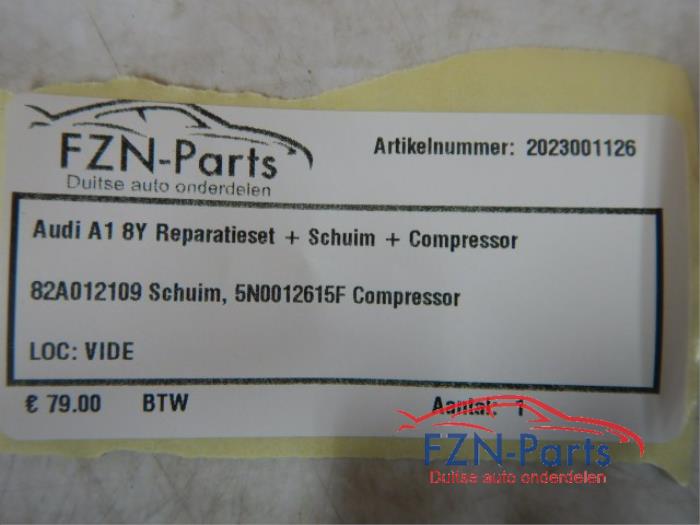 FZN-Parts
Duitse auto onderdelen
Artikelnummer: 2023001126
Audi A1 8Y Reparatieset + Schuim + Compressor
82A012109 Schuim, 5N0012615F Compressor
LOC: VIDE
€ 79.00 BTW Aantal: 1
FZN-Parts
Duitse auto onderdelen